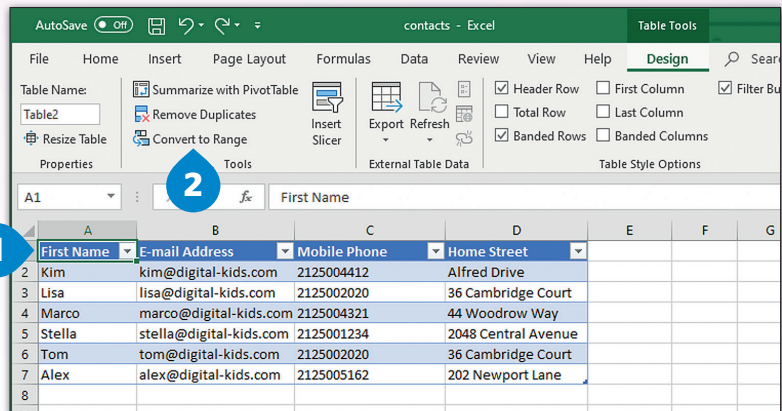 AutoSave Off contacts - Excel Table Tools
File Home Insert Page Layout Formulas Data Review View Help Design
Table Name: Summarize with PivotTable Header Row First Column
Table2 Remove Duplicates Insert Slicer Export Refresh Total Row Last Column
Resize Table Convert to Range Banded Rows Banded Columns
Properties Tools External Table Data Table Style Options
2
A1 fx First Name
A B C D E F G
First Name E-mail Address Mobile Phone Home Street
2 Kim kim@digital-kids.com 2125004412 Alfred Drive
3 Lisa lisa@digital-kids.com 2125002020 36 Cambridge Court
4 Marco marco@digital-kids.com 2125004321 44 Woodrow Way
5 Stella stella@digital-kids.com 2125001234 2048 Central Avenue
6 Tom tom@digital-kids.com 2125002020 36 Cambridge Court
7 Alex alex@digital-kids.com 2125005162 202 Newport Lane
8